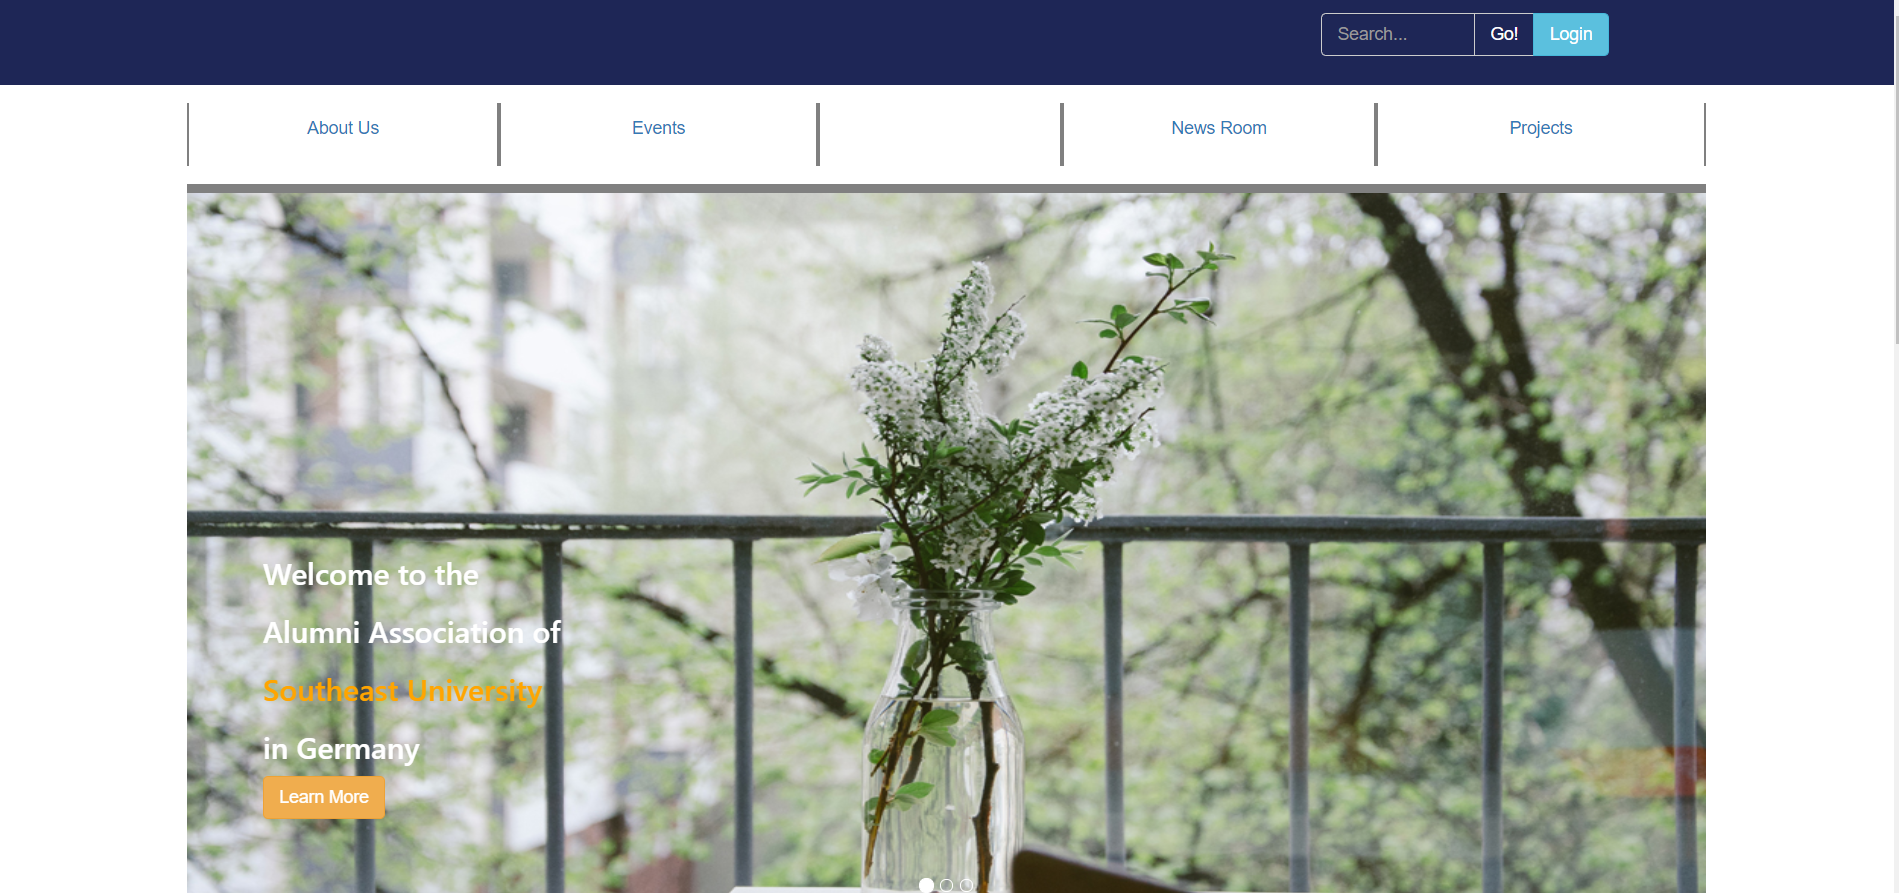 Search...
Go!
Login
About Us
Events
News Room
Projects
Welcome to the
Alumni Association of
Southeast University
in Germany
Learn More